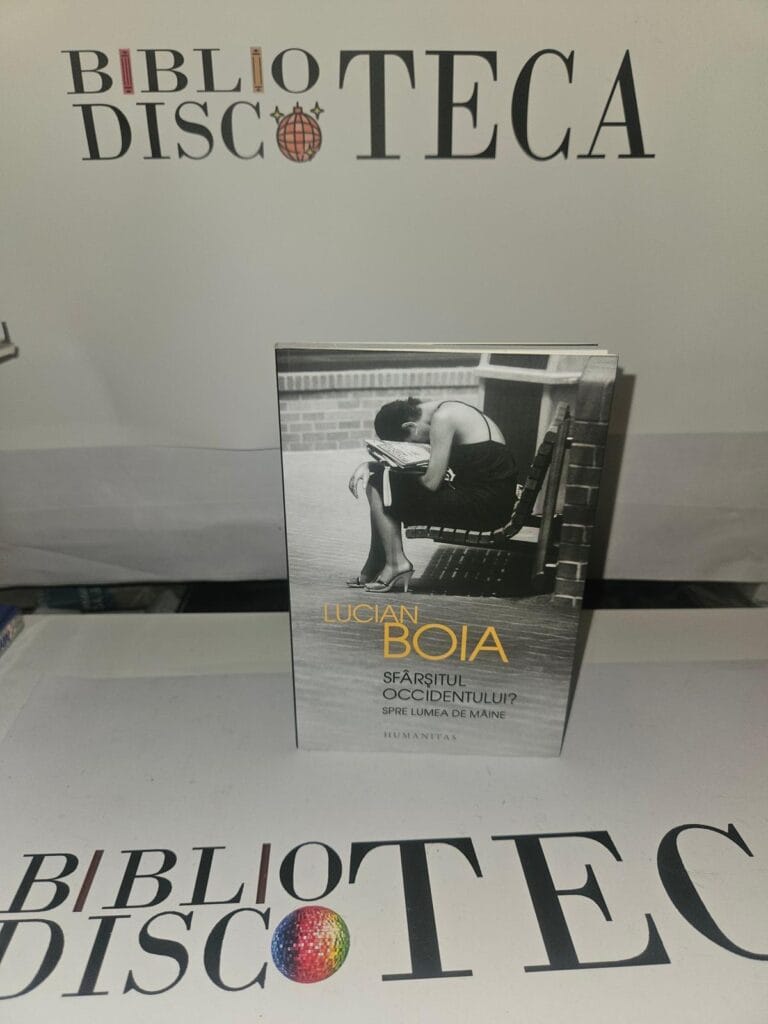 BIBLIO
DISCOTECA
LUCIAN
BOIA
SFÂRȘITUL
OCCIDENTULUI?
SPRE LUMEA DE MÂINE
HUMANITAS
BIBLIO
DISCOTEC